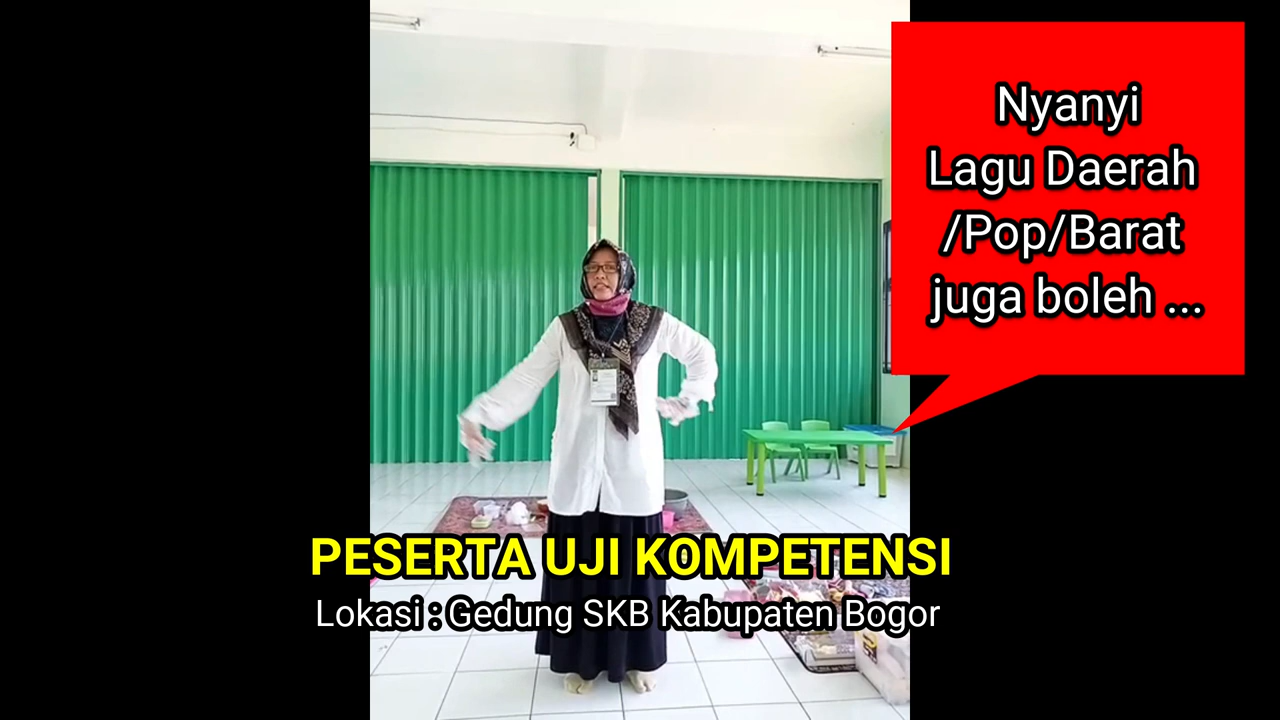 Nyanyi
Lagu Daerah
/Pop/Barat
juga boleh ...
PESERTA UJI KOMPETENSI
Lokasi : Gedung SKB Kabupaten Bogor